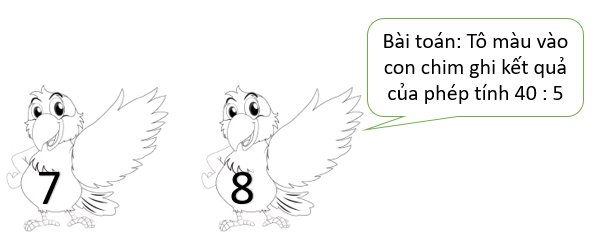 Bài toán: Tô màu vào
con chim ghi kết quả
của phép tính 40 : 5
7
8